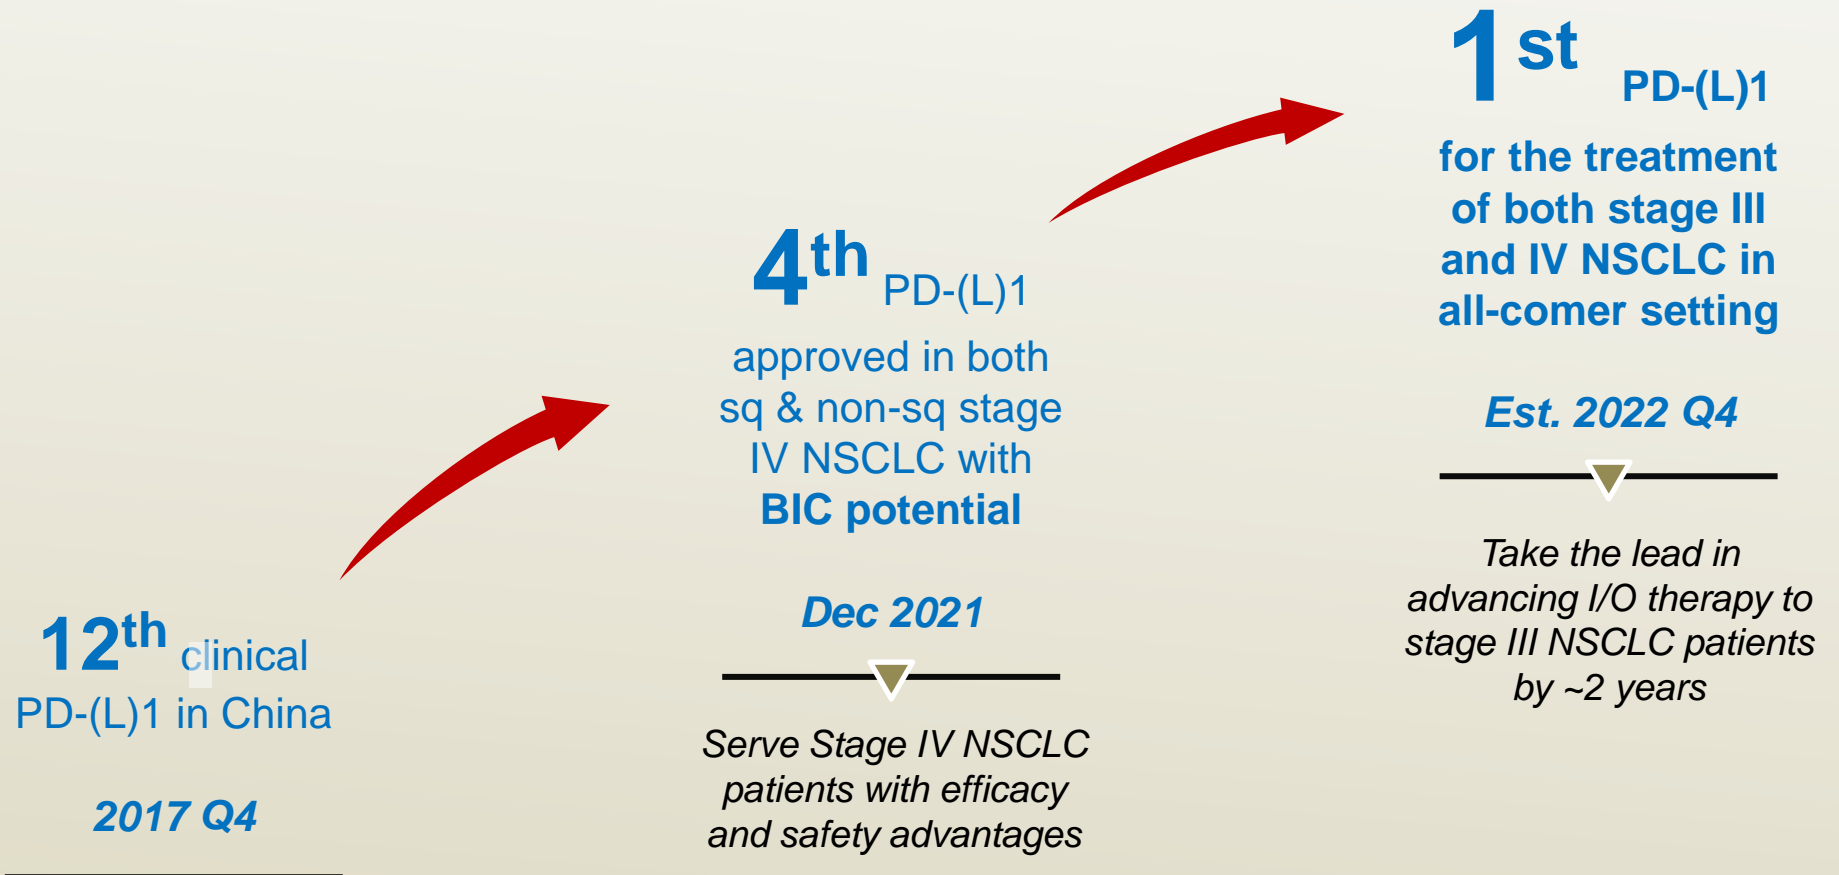 12th clinical
PD-(L)1 in China
2017 Q4
4th PD-(L)1
approved in both
sq & non-sq stage
IV NSCLC with
BIC potential
Dec 2021
Serve Stage IV NSCLC
patients with efficacy
and safety advantages
1st PD-(L)1
for the treatment
of both stage III
and IV NSCLC in
all-comer setting
Est. 2022 Q4
Take the lead in
advancing I/O therapy to
stage III NSCLC patients
by ~2 years